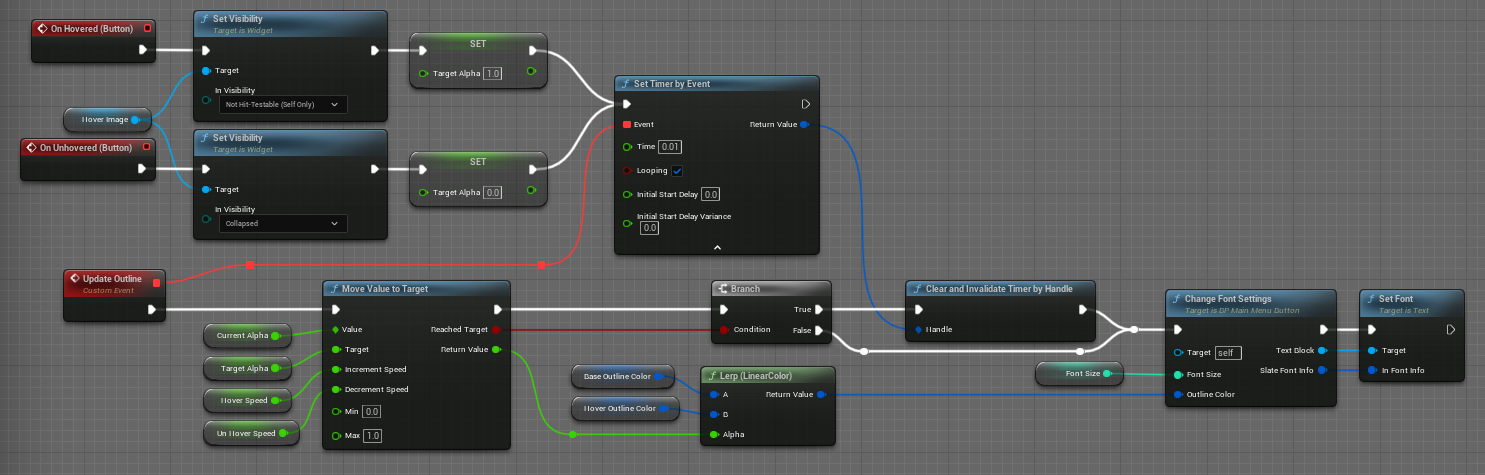 On Hovered (Button)
Set Visibility
Target is Widget
Target
In Visibility
Not Hit-Testable (Self Only)
SET
Target Alpha 1.0
Hover Image
On Unhovered (Button)
Set Visibility
Target is Widget
Target
In Visibility
Collapsed
SET
Target Alpha 0.0
Set Timer by Event
Event Return Value
Time 0.01
Looping
Initial Start Delay 0.0
Initial Start Delay Variance
0.0
Update Outline
Custom Event
Current Alpha
Target Alpha
Hover Speed
Un Hover Speed
Move Value to Target
Value Reached Target
Target Return Value
Increment Speed
Decrement Speed
Min 0.0
Max 1.0
Branch
True
Condition False
Base Outline Color
Hover Outline Color
Lerp (LinearColor)
A Return Value
B
Alpha
Clear and Invalidate Timer by Handle
Handle
Font Size
Change Font Settings
Target is DP Main Menu Button
Target self Text Block
Font Size Slate Font Info
Outline Color
Set Font
Target is Text
Target
In Font Info